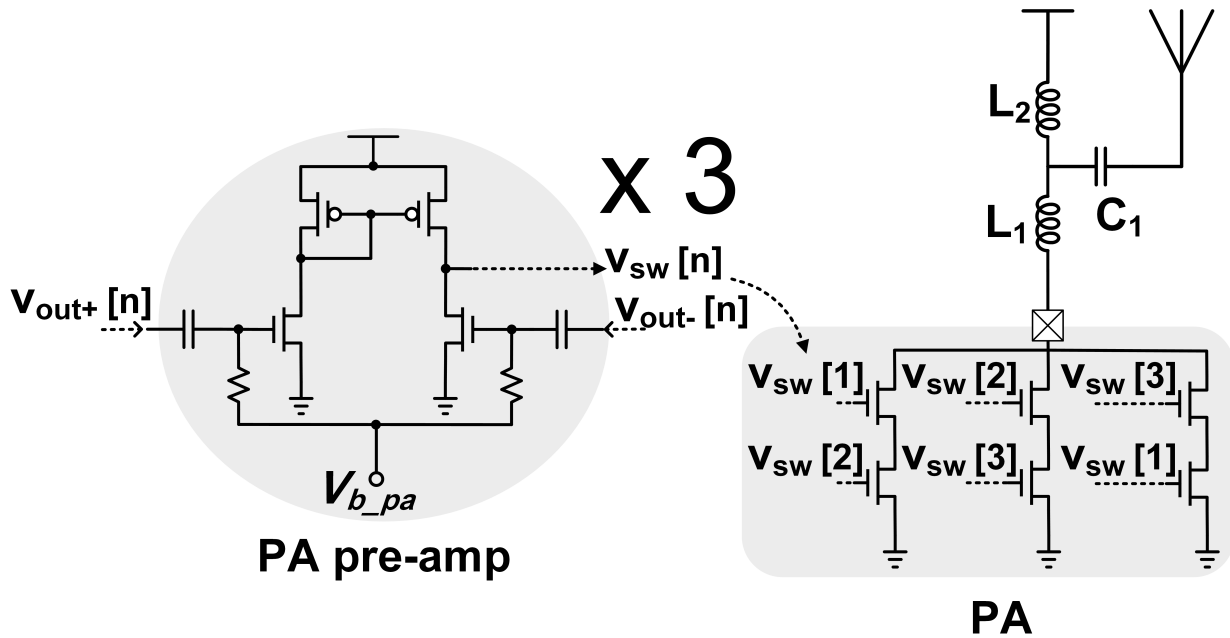 x 3
L2
L1
C1
vout+ [n]
vsw [n]
vout- [n]
Vb_pa
PA pre-amp
vsw [1] vsw [2] vsw [3]
vsw [2] vsw [3] vsw [1]
PA